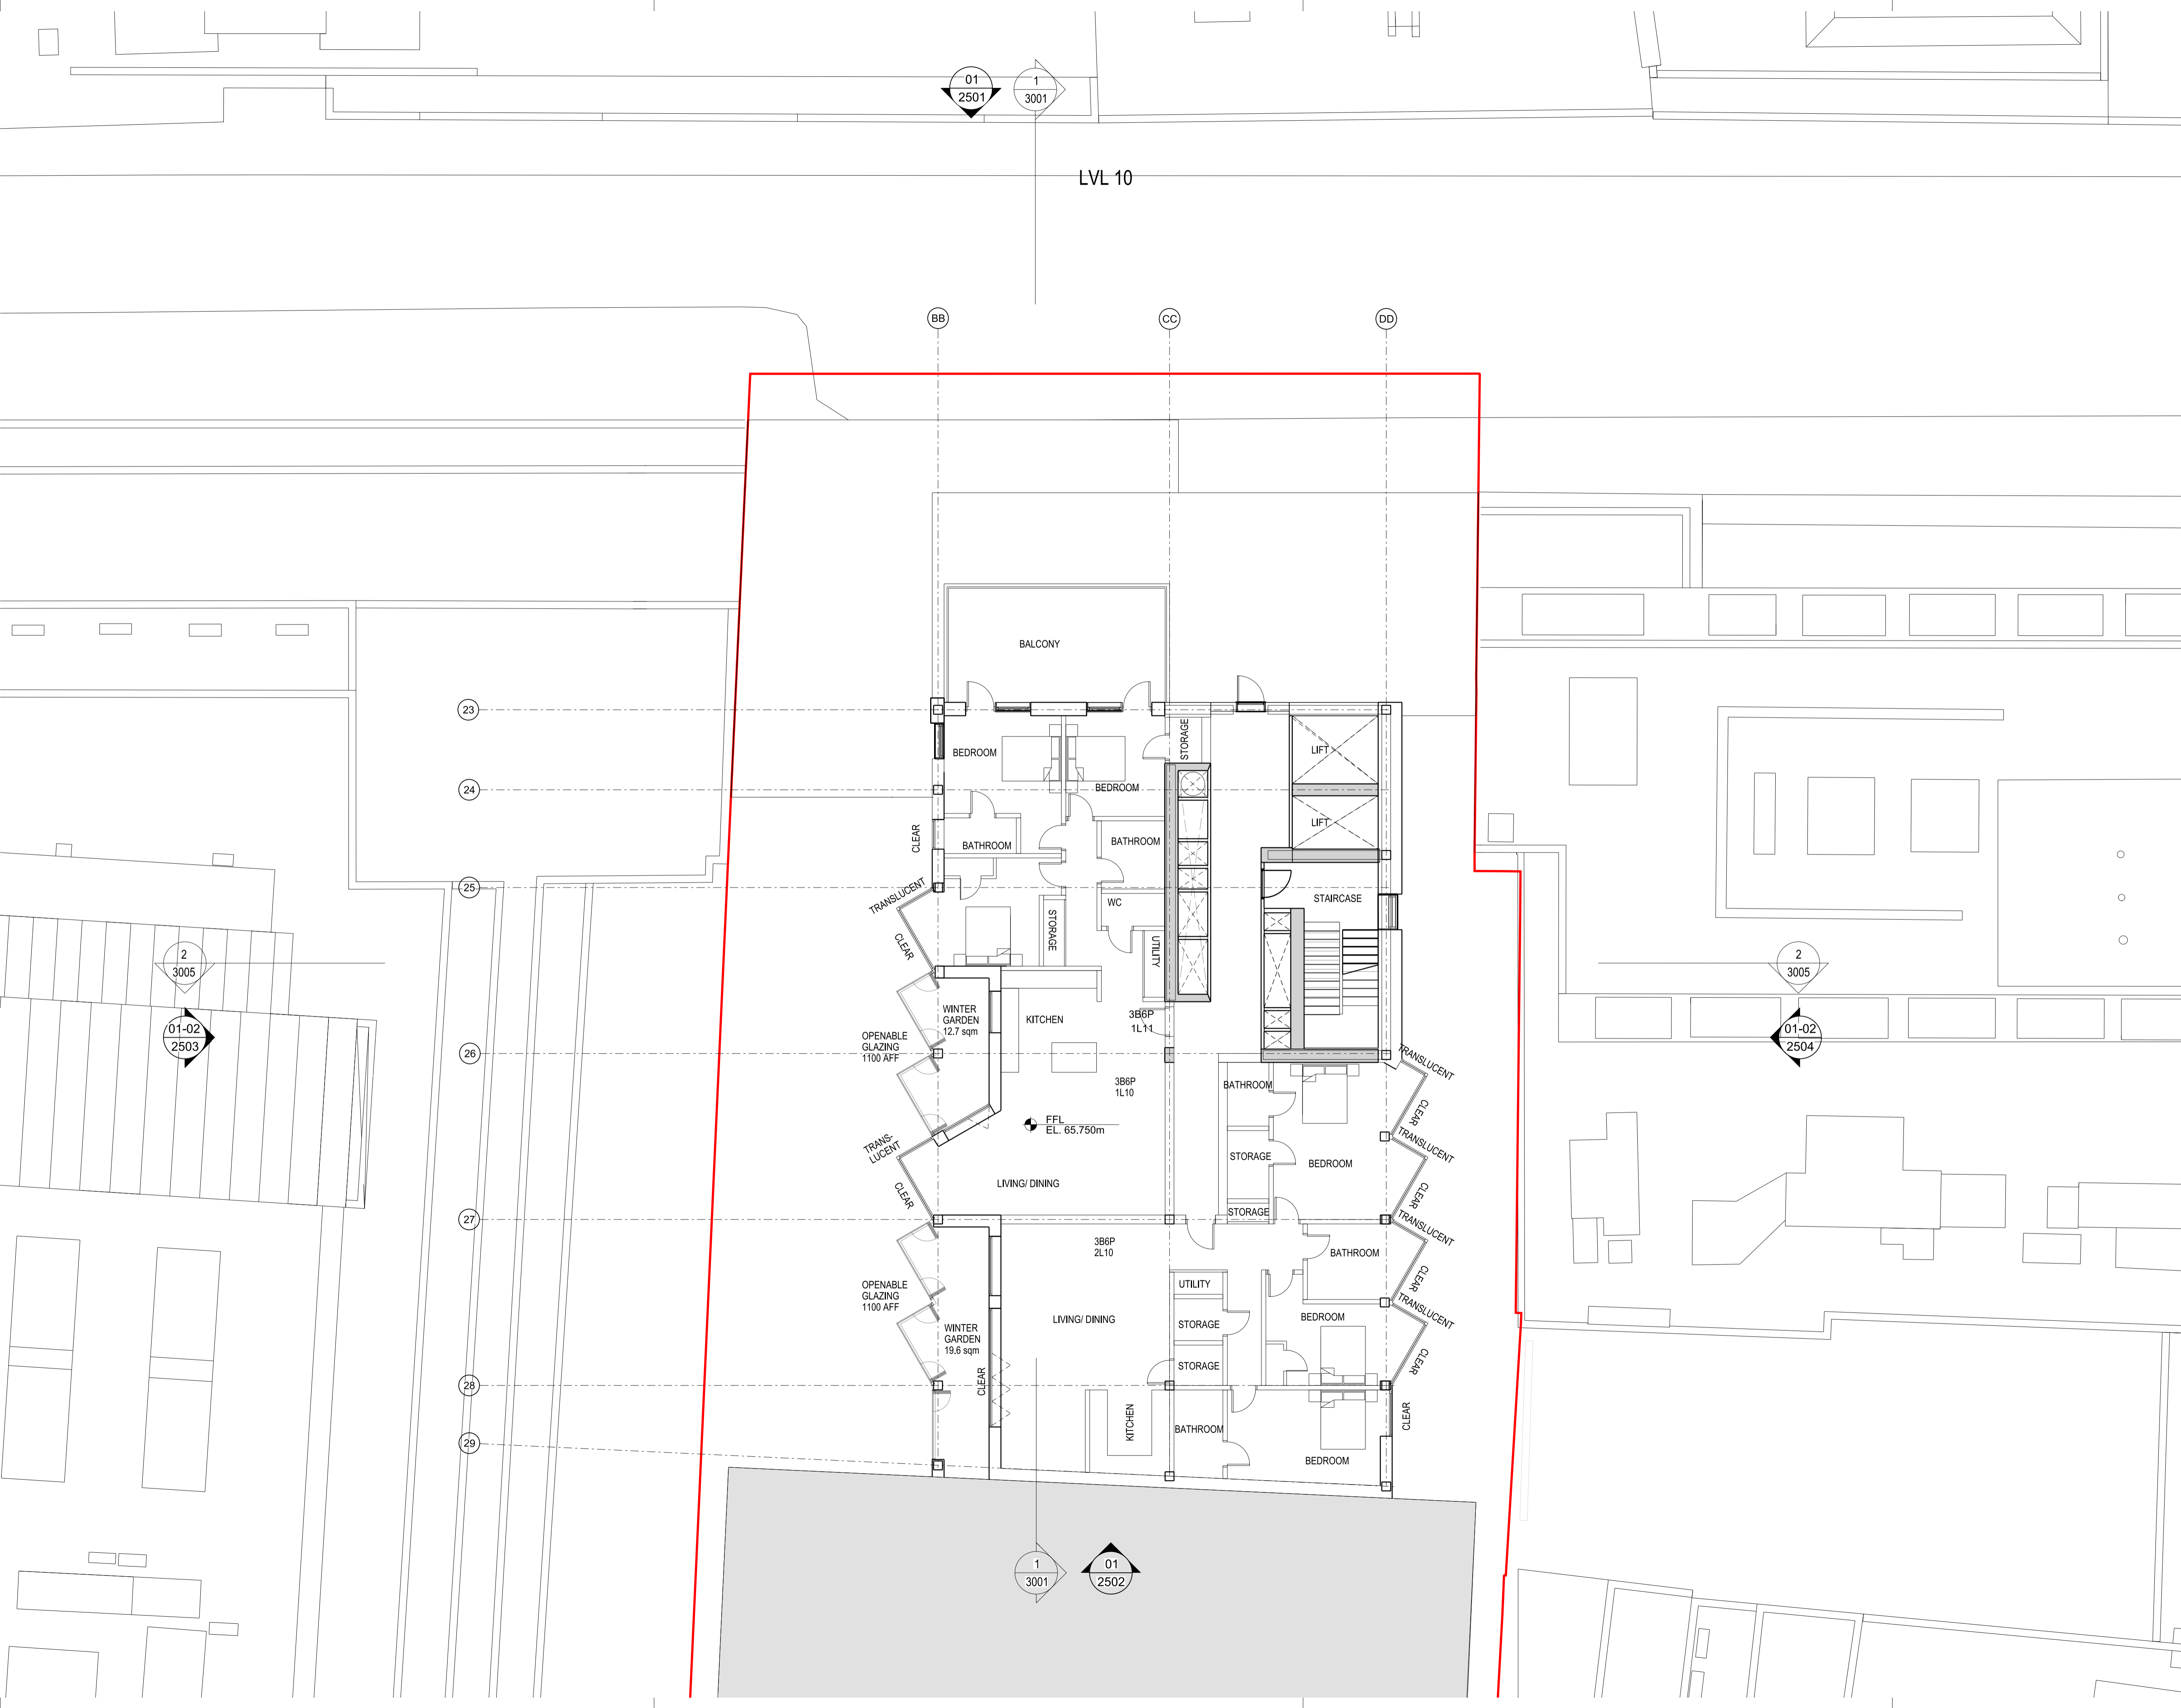 01
2501
1
3001
LVL 10
BB
CC
DD
BALCONY
23
STORAGE
BEDROOM
LIFT
24
BEDROOM
LIFT
CLEAR
BATHROOM
BATHROOM
25
TRANSLUCENT
WC
STAIRCASE
STORAGE
CLEAR
UTILITY
2
3005
2
3005
WINTER
GARDEN
12.7 sqm
KITCHEN
3B6P
1L11
01-02
2503
01-02
2504
OPENABLE
GLAZING
1100 AFF
26
TRANSLUCENT
3B6P
1L10
BATHROOM
CLEAR
FFL
EL. 65.750m
TRANS-
LUCENT
TRANSLUCENT
STORAGE
BEDROOM
LIVING/ DINING
CLEAR
CLEAR
STORAGE
27
TRANSLUCENT
3B6P
2L10
BATHROOM
OPENABLE
GLAZING
1100 AFF
UTILITY
CLEAR
TRANSLUCENT
WINTER
GARDEN
19.6 sqm
LIVING/ DINING
STORAGE
BEDROOM
STORAGE
CLEAR
CLEAR
28
KITCHEN
BATHROOM
CLEAR
29
BEDROOM
1
3001
01
2502